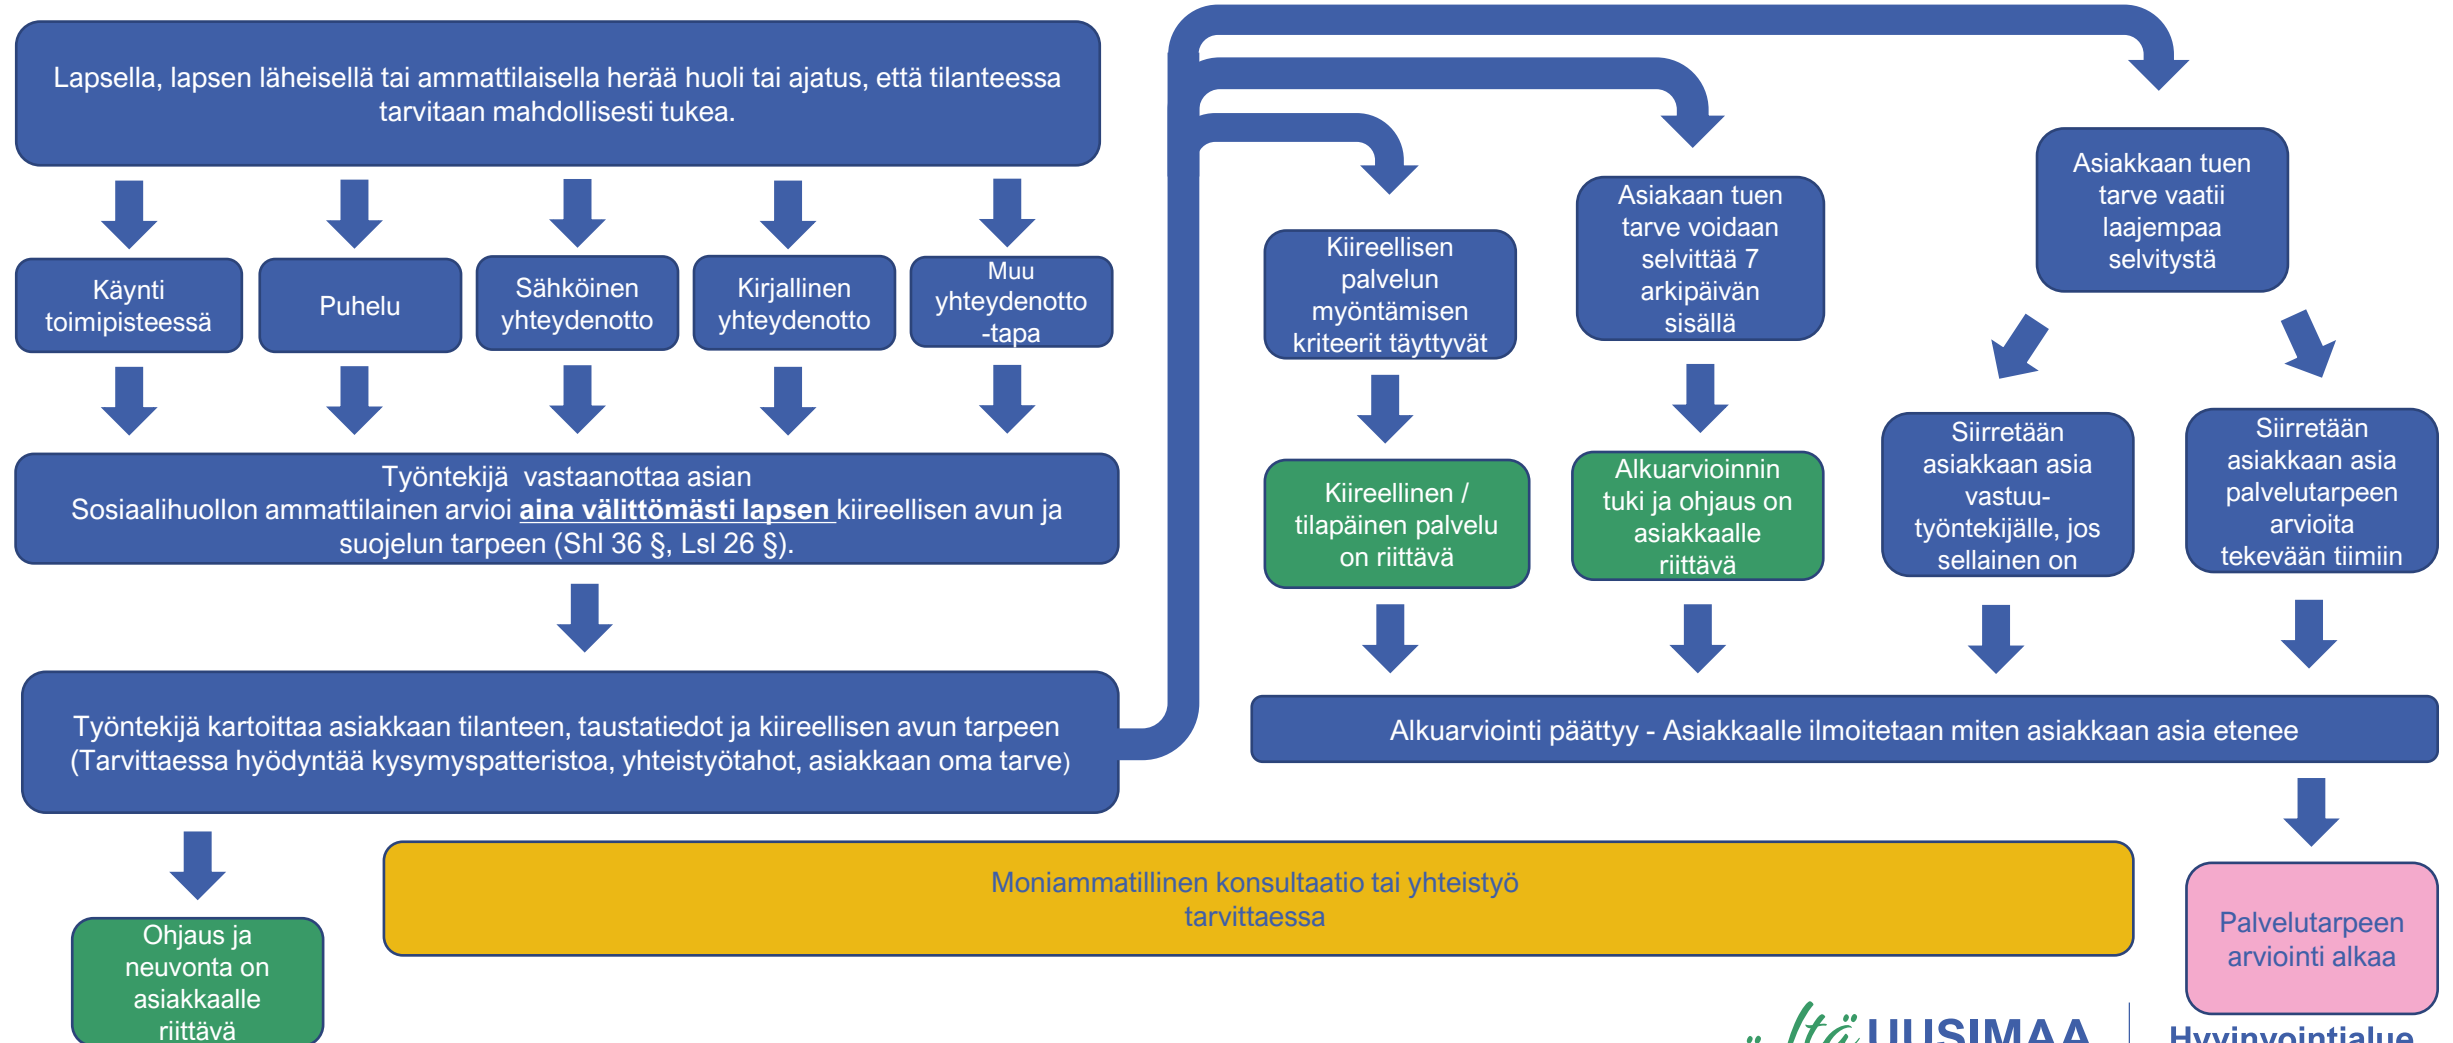 Lapsella, lapsen läheisellä tai ammattilaisella herää huoli tai ajatus, että tilanteessa
tarvitaan mahdollisesti tukea.
Käynti
toimipisteessä
Puhelu
Sähköinen
yhteydenotto
Kirjallinen
yhteydenotto
Muu
yhteydenotto
-tapa
Työntekijä vastaanottaa asian
Sosiaalihuollon ammattilainen arvioi aina välittömästi lapsen kiireellisen avun ja
suojelun tarpeen (Shl 36 §, Lsl 26 §).
Työntekijä kartoittaa asiakkaan tilanteen, taustatiedot ja kiireellisen avun tarpeen
(Tarvittaessa hyödyntää kysymyspatteristoa, yhteistyötahot, asiakkaan oma tarve)
Ohjaus ja
neuvonta on
asiakkaalle
riittävä
Kiireellisen
palvelun
myöntämisen
kriteerit täyttyvät
Asiakaan tuen
tarve voidaan
selvittää 7
arkipäivän
sisällä
Asiakkaan tuen
tarve vaatii
laajempaa
selvitystä
Kiireellinen /
tilapäinen palvelu
on riittävä
Alkuarvioinnin
tuki ja ohjaus on
asiakkaalle
riittävä
Siirretään
asiakkaan asia
vastuu-
työntekijälle, jos
sellainen on
Siirretään
asiakkaan asia
palvelutarpeen
arvioita
tekevään tiimiin
Alkuarviointi päättyy - Asiakkaalle ilmoitetaan miten asiakkaan asia etenee
Moniammatillinen konsultaatio tai yhteistyö
tarvittaessa
Palvelutarpeen
arviointi alkaa
Itä UUSIMAA
Hyvinvointialue